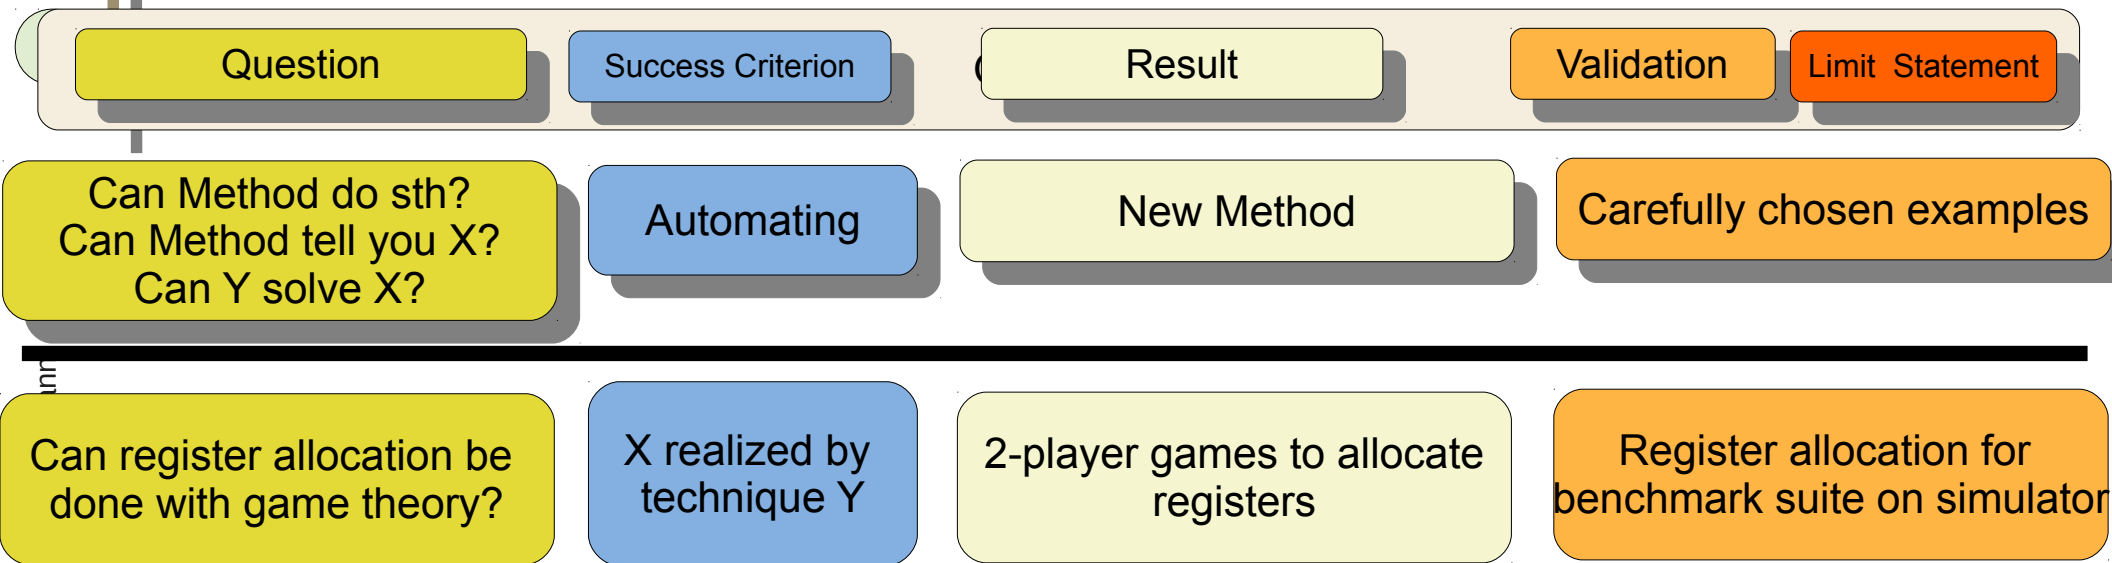 Question
Success Criterion
Result
Validation
Limit Statement
Can Method do sth?
Can Method tell you X?
Can Y solve X?
Automating
New Method
Carefully chosen examples
Can register allocation be
done with game theory?
X realized by
technique Y
2-player games to allocate
registers
Register allocation for
benchmark suite on simulator